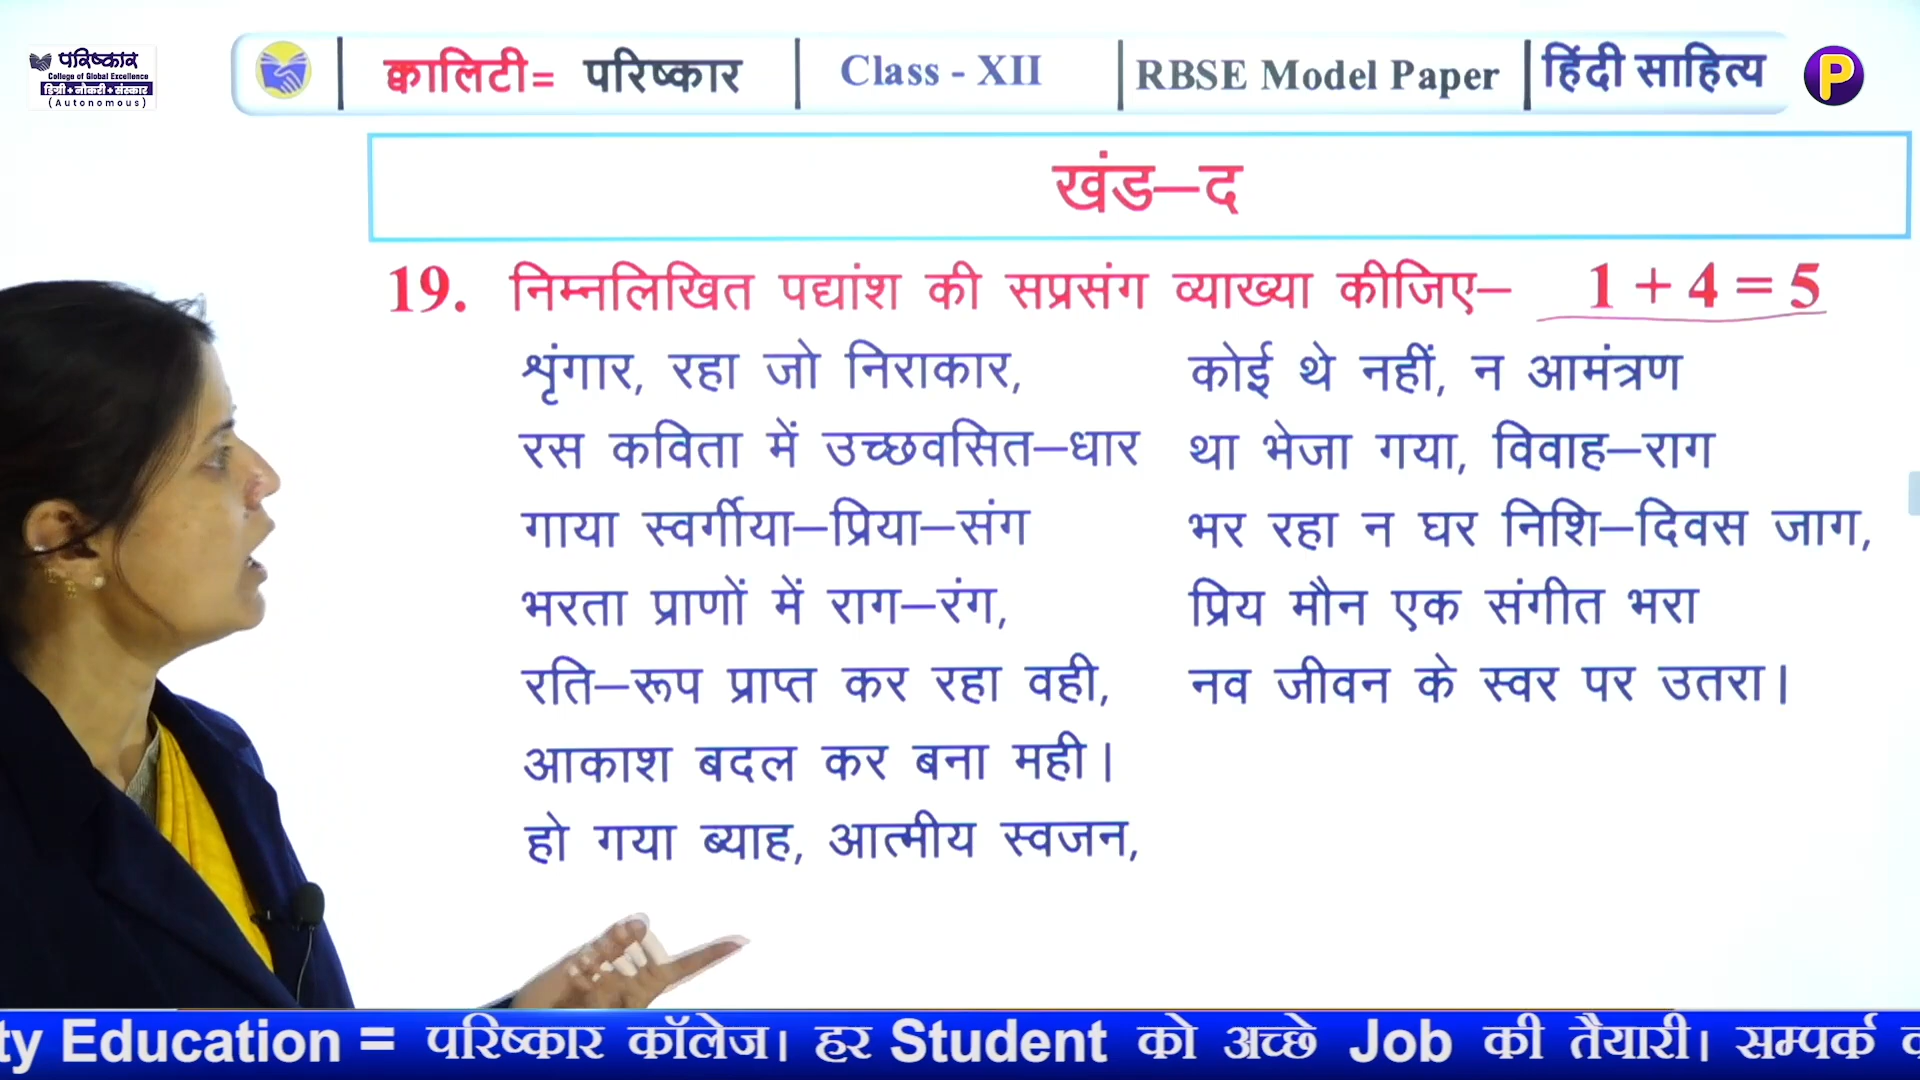 परिष्कार
College of Global Excellence
डिग्री + नौकरी + संस्कार
(Autonomous)
क्वालिटी= परिष्कार
Class - XII
RBSE Model Paper
हिंदी साहित्य
P
खंड–द
19. निम्नलिखित पद्यांश की सप्रसंग व्याख्या कीजिए– 1 + 4 = 5
शृंगार, रहा जो निराकार,
रस कविता में उच्छवसित–धार
गाया स्वर्गीया–प्रिया–संग
भरता प्राणों में राग–रंग,
रति–रूप प्राप्त कर रहा वही,
आकाश बदल कर बना मही।
हो गया ब्याह, आत्मीय स्वजन,
कोई थे नहीं, न आमंत्रण
था भेजा गया, विवाह–राग
भर रहा न घर निशि–दिवस जाग,
प्रिय मौन एक संगीत भरा
नव जीवन के स्वर पर उतरा।
ty Education = परिष्कार कॉलेज। हर Student को अच्छे Job की तैयारी। सम्पर्क